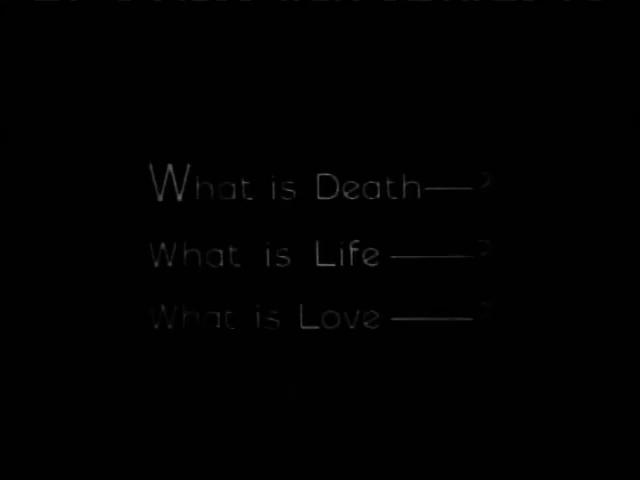 What is Death——?
What is Life——?
What is Love——?